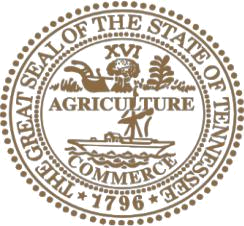 THE GREAT SEAL OF THE STATE OF TENNESSEE
XVI
AGRICULTURE
COMMERCE
1796